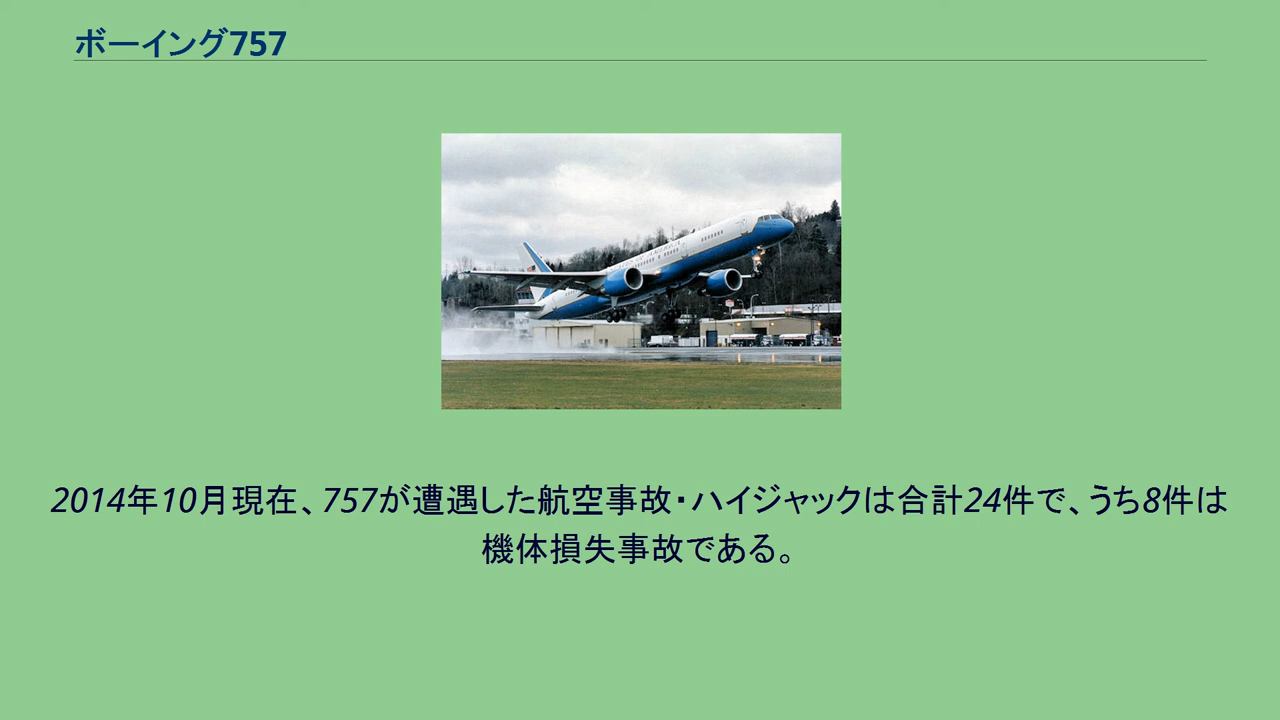 ボーイング757
2014年10月現在、757が遭遇した航空事故・ハイジャックは合計24件で、うち8件は
機体損失事故である。